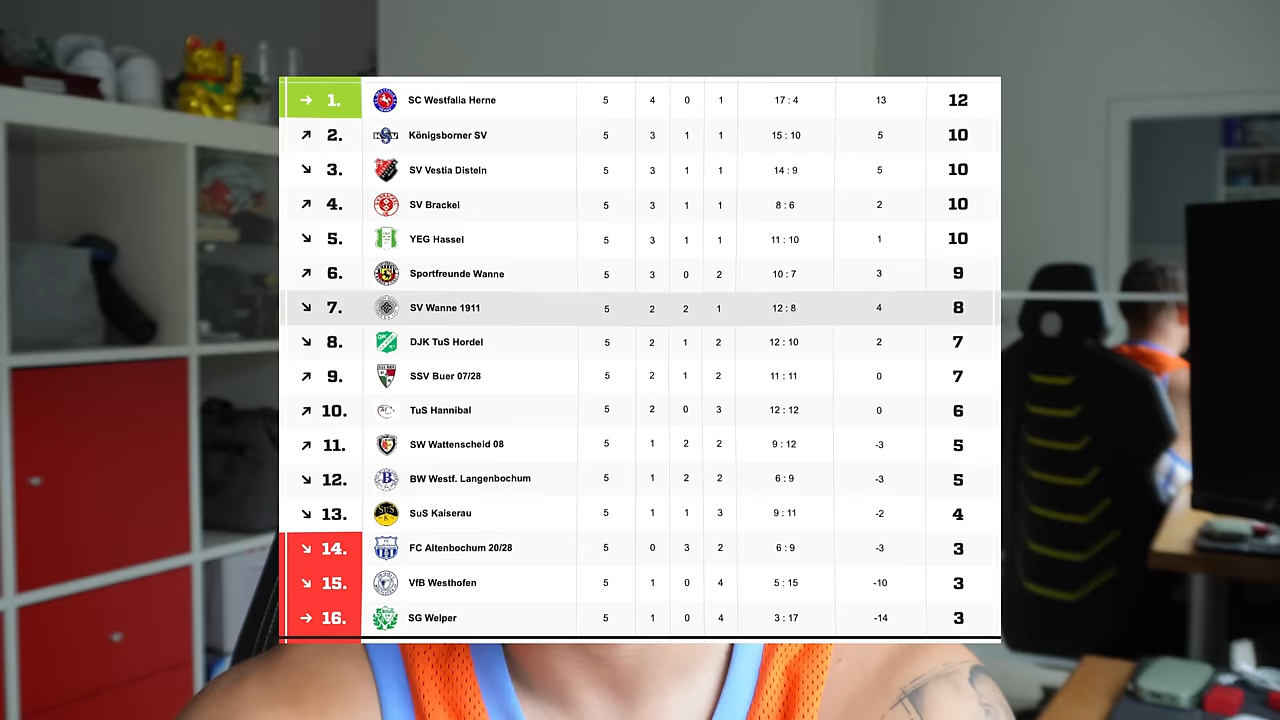 → 1. SC Westfalia Herne 5 4 0 1 17 : 4 13 12
↗ 2. Königsborner SV 5 3 1 1 15 : 10 5 10
↘ 3. SV Vestia Disteln 5 3 1 1 14 : 9 5 10
↗ 4. SV Brackel 5 3 1 1 8 : 6 2 10
↘ 5. YEG Hassel 5 3 1 1 11 : 10 1 10
↗ 6. Sportfreunde Wanne 5 3 0 2 10 : 7 3 9
↘ 7. SV Wanne 1911 5 2 2 1 12 : 8 4 8
↘ 8. DJK TuS Hordel 5 2 1 2 12 : 10 2 7
↗ 9. SSV Buer 07/28 5 2 1 2 11 : 11 0 7
↗ 10. TuS Hannibal 5 2 0 3 12 : 12 0 6
↗ 11. SW Wattenscheid 08 5 1 2 2 9 : 12 -3 5
↘ 12. BW Westf. Langenbochum 5 1 2 2 6 : 9 -3 5
↘ 13. SuS Kaiserau 5 1 1 3 9 : 11 -2 4
↘ 14. FC Altenbochum 20/28 5 0 3 2 6 : 9 -3 3
↘ 15. VfB Westhofen 5 1 0 4 5 : 15 -10 3
→ 16. SG Welper 5 1 0 4 3 : 17 -14 3